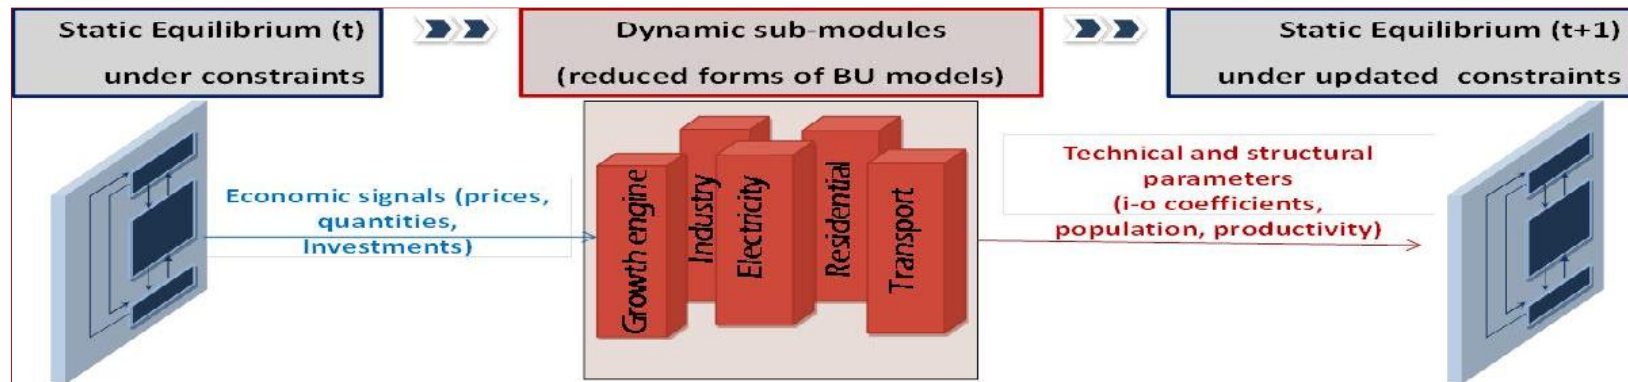 Static Equilibrium (t)
under constraints
Dynamic sub-modules
(reduced forms of BU models)
Static Equilibrium (t+1)
under updated constraints
Economic signals (prices,
quantities,
Investments)
Growth engine
Industry
Electricity
Residential
Transport
Technical and structural
parameters
(i-o coefficients,
population, productivity)